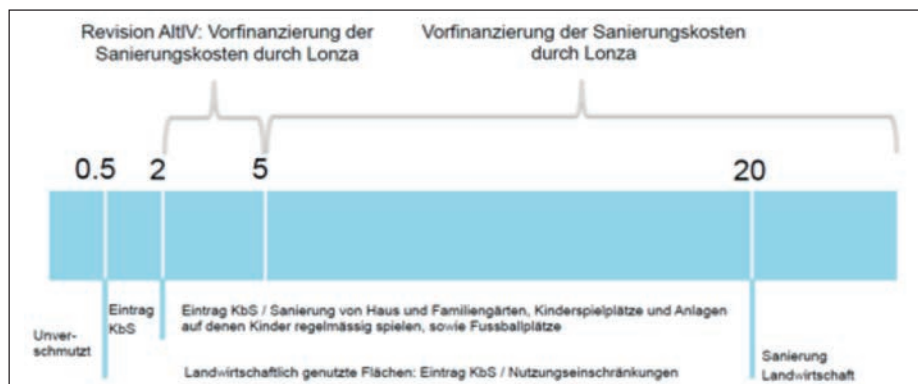 Revision AltlV: Vorfinanzierung der
Sanierungskosten durch Lonza
Vorfinanzierung der Sanierungskosten
durch Lonza
0.5
2
5
20
Unver-
schmutzt
Eintrag
KbS
Eintrag KbS / Sanierung von Haus und Familiengärten, Kinderspielplätze und Anlagen
auf denen Kinder regelmässig spielen, sowie Fussballplätze
Landwirtschaftlich genutzte Flächen: Eintrag KbS / Nutzungseinschränkungen
Sanierung
Landwirtschaft